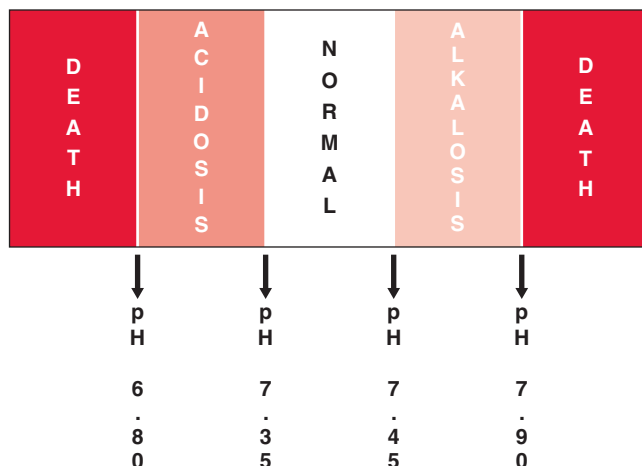 DEATH
ACIDOSIS
NORMAL
ALKALOSIS
DEATH
pH 6.80
pH 7.35
pH 7.45
pH 7.90